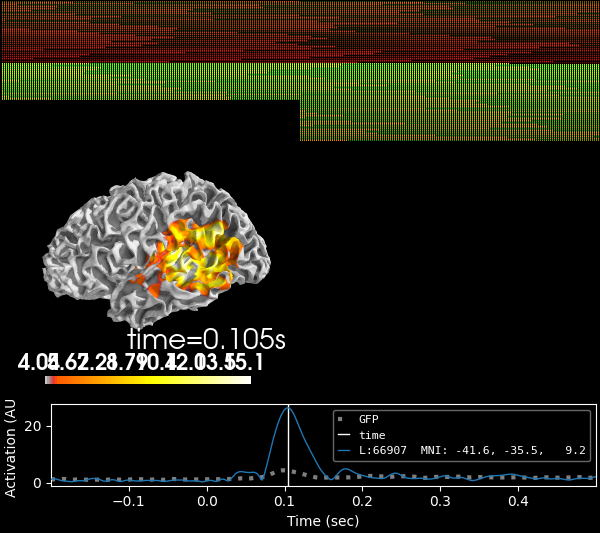 time=0.105s
Activation (AU
20
0
GFP
time
L:66907 MNI: -41.6, -35.5, 9.2
−0.1 0.0 0.1 0.2 0.3 0.4
Time (sec)